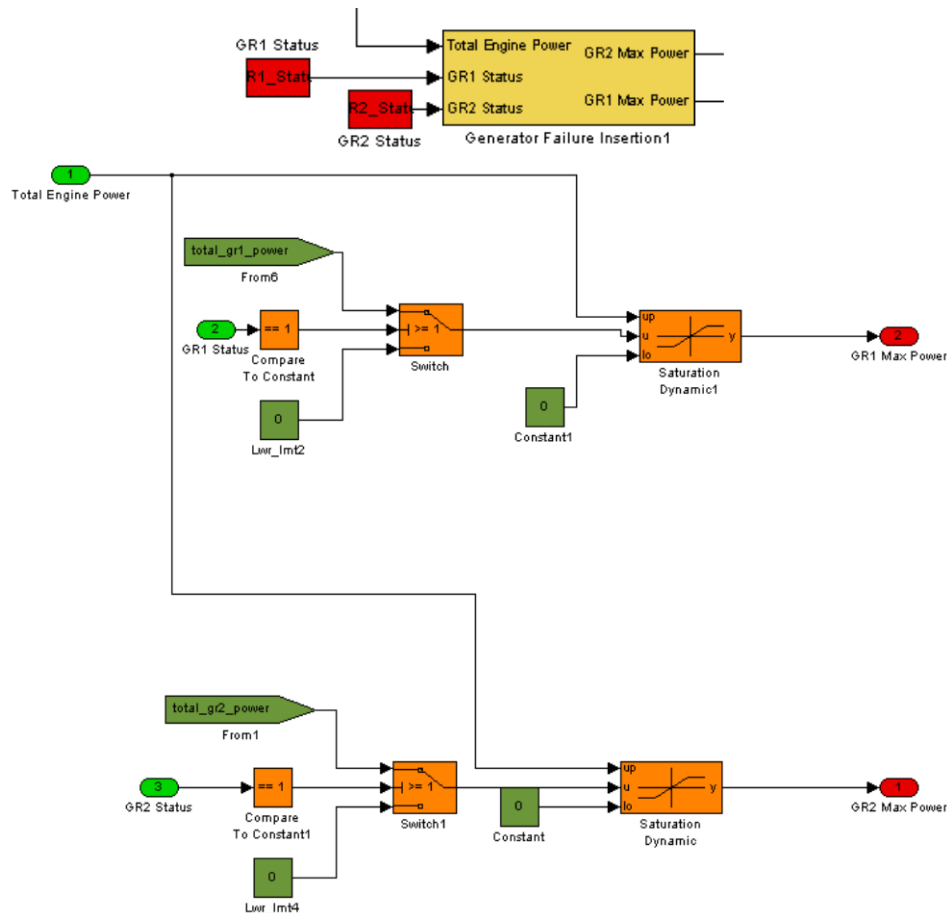 GR1 Status
R1_Stat
R2_Stat
GR2 Status
Total Engine Power
GR1 Status
GR2 Status
GR2 Max Power
GR1 Max Power
Generator Failure Insertion1
1
Total Engine Power
total_gr1_power
From6
2
GR1 Status
== 1
Compare
To Constant
>= 1
Switch
0
Lwr_lmt2
0
Constant1
up
u
lo
y
Saturation
Dynamic1
2
GR1 Max Power
total_gr2_power
From1
3
GR2 Status
== 1
Compare
To Constant1
>= 1
Switch1
0
Lwr_lmt4
0
Constant
up
u
lo
y
Saturation
Dynamic
1
GR2 Max Power